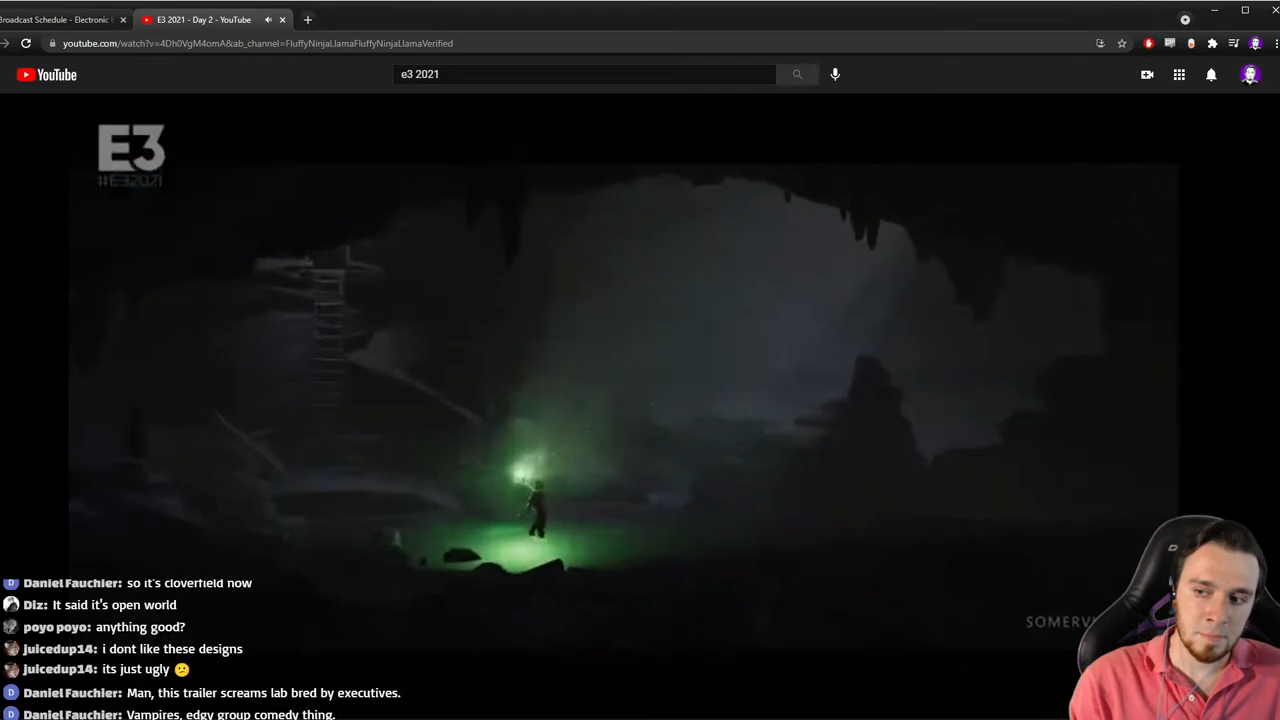 Broadcast Schedule - Electronic E
E3 2021 - Day 2 - YouTube
youtube.com/watch?v=4Dh0VgM4omA&ab_channel=FluffyNinjaLlamaFluffyNinjaLlamaVerified
YouTube
e3 2021
E3
#E32021
SOMERV
D Daniel Fauchier: so it's cloverfield now
Diz: It said it's open world
poyo poyo: anything good?
juicedup14: i dont like these designs
juicedup14: its just ugly 😕
D Daniel Fauchier: Man, this trailer screams lab bred by executives.
D Daniel Fauchier: Vampires, edgy group comedy thing.